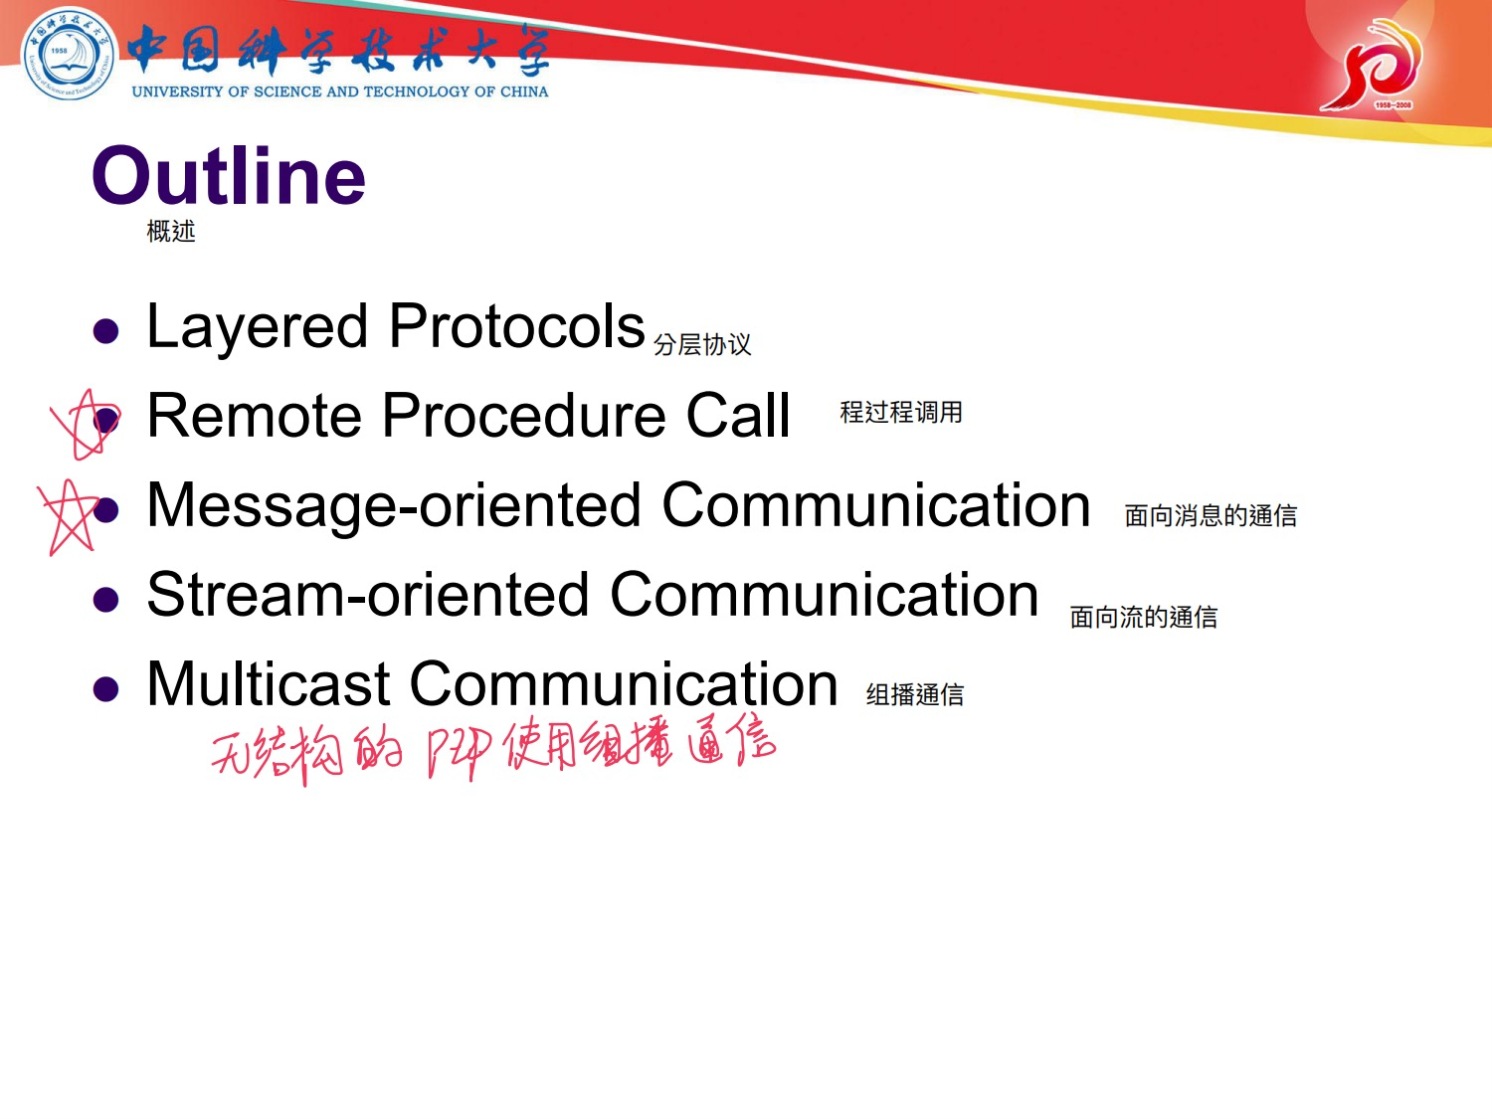 中国科学技术大学
UNIVERSITY OF SCIENCE AND TECHNOLOGY OF CHINA
1958
1958-2008
Outline
概述
Layered Protocols 分层协议
Remote Procedure Call 程过程调用
Message-oriented Communication 面向消息的通信
Stream-oriented Communication 面向流的通信
Multicast Communication 组播通信
无结构的 P2P 使用组播通信